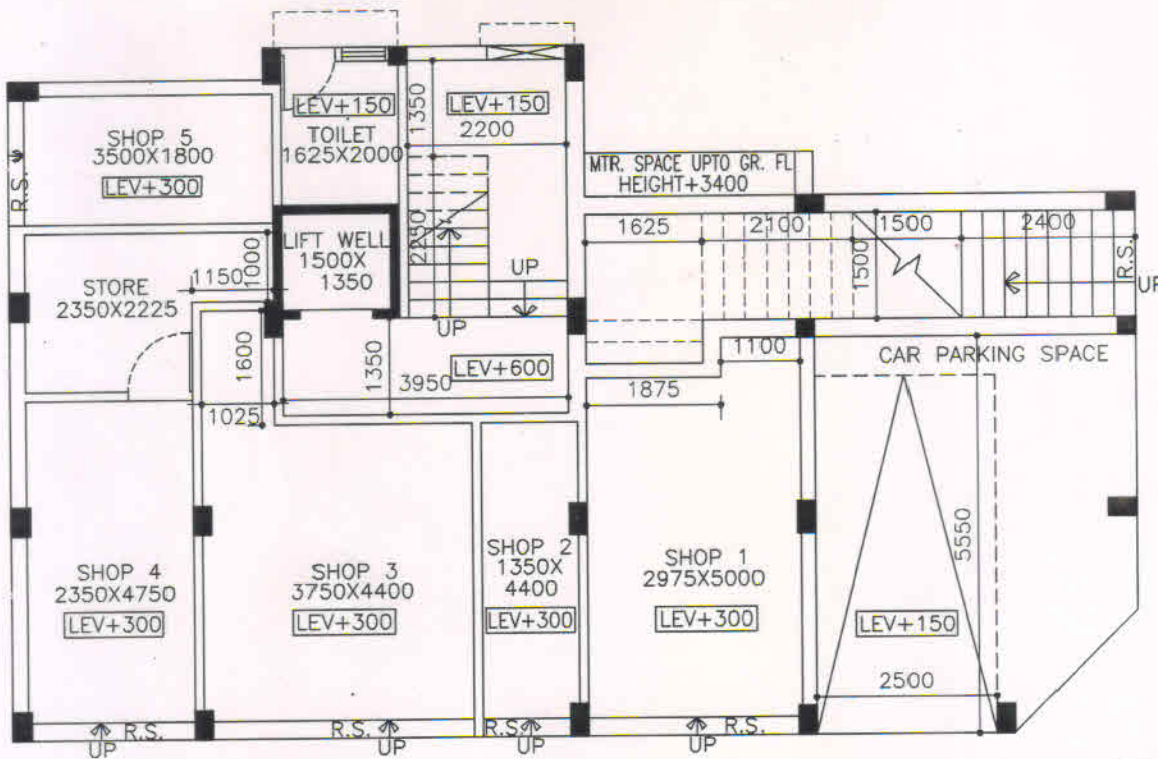 SHOP 5
3500X1800
LEV+300
R.S.
LEV+150
TOILET
1625X2000
1350
LEV+150
2200
2250
MTR. SPACE UPTO GR. FL
HEIGHT+3400
1625
2100
1500
2400
1500
R.S.
UP
LIFT WELL
1500X
1350
1000
1150
STORE
2350X2225
UP
UP
1600
1350
3950
LEV+600
1025
1100
1875
CAR PARKING SPACE
5550
SHOP 4
2350X4750
LEV+300
SHOP 3
3750X4400
LEV+300
SHOP 2
1350X
4400
LEV+300
SHOP 1
2975X5000
LEV+300
LEV+150
2500
R.S.
UP
R.S.
UP
R.S.
UP
R.S.
UP